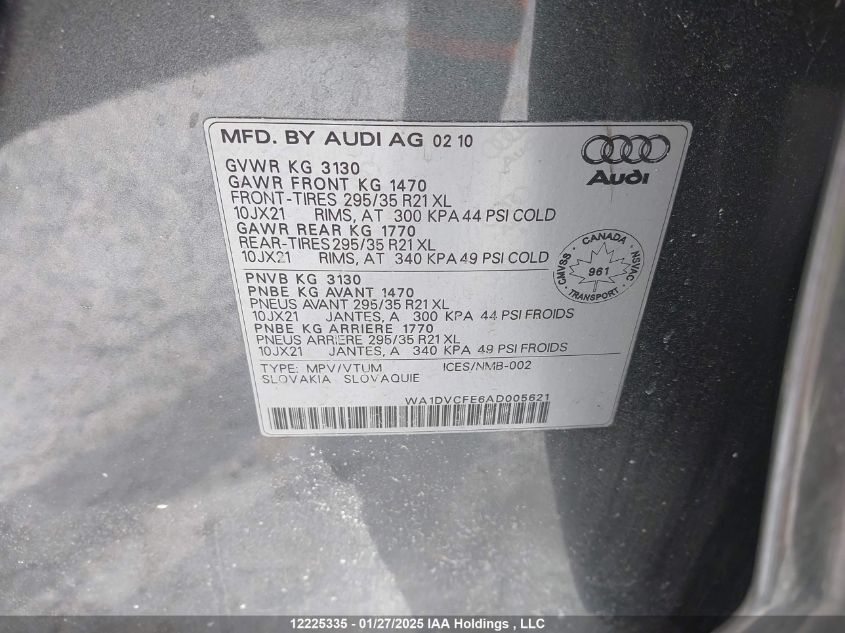 MFD. BY AUDI AG 02 10
Audi
GVWR KG 3130
GAWR FRONT KG 1470
FRONT-TIRES 295/35 R21 XL
10JX21 RIMS, AT 300 KPA 44 PSI COLD
GAWR REAR KG 1770
REAR-TIRES 295/35 R21 XL
10JX21 RIMS, AT 340 KPA 49 PSI COLD
CANADA
CMVSS 961 NSVAC
TRANSPORT
PNVB KG 3130
PNBE KG AVANT 1470
PNEUS AVANT 295/35 R21 XL
10JX21 JANTES, A 300 KPA 44 PSI FROIDS
PNBE KG ARRIERE 1770
PNEUS ARRIERE 295/35 R21 XL
10JX21 JANTES, A 340 KPA 49 PSI FROIDS
TYPE: MPV/VTUM ICES/NMB-002
SLOVAKIA SLOVAQUIE
WA1DVCFE6AD005621
12225335 - 01/27/2025 IAA Holdings , LLC